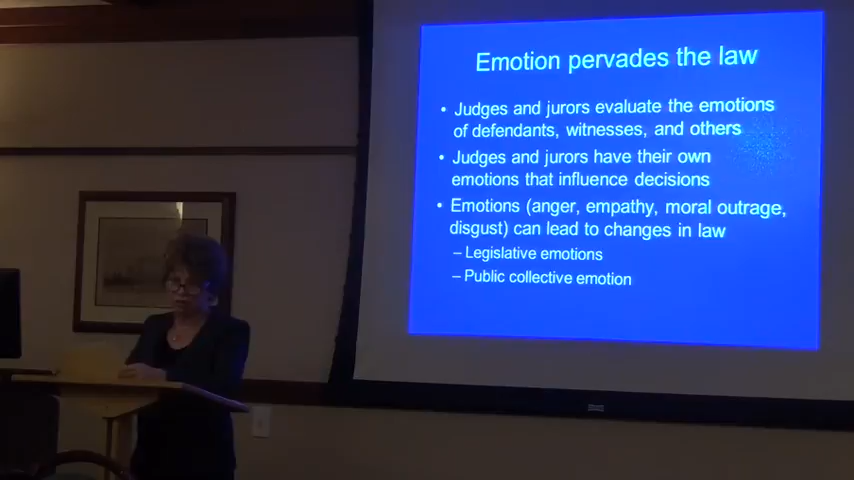 Emotion pervades the law
• Judges and jurors evaluate the emotions
of defendants, witnesses, and others
• Judges and jurors have their own
emotions that influence decisions
• Emotions (anger, empathy, moral outrage,
disgust) can lead to changes in law
– Legislative emotions
– Public collective emotion